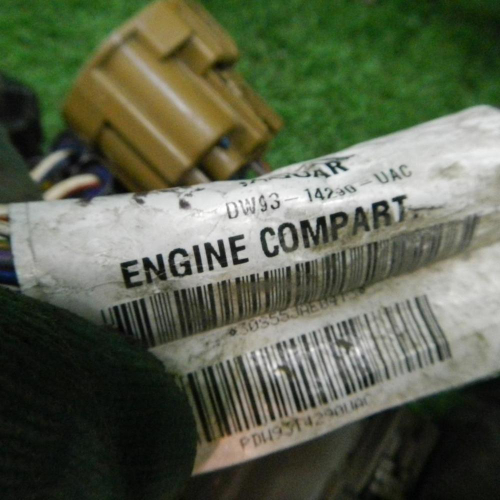 JAGUAR
DW93-14290-UAC
ENGINE COMPART.
PDW9314290UAC